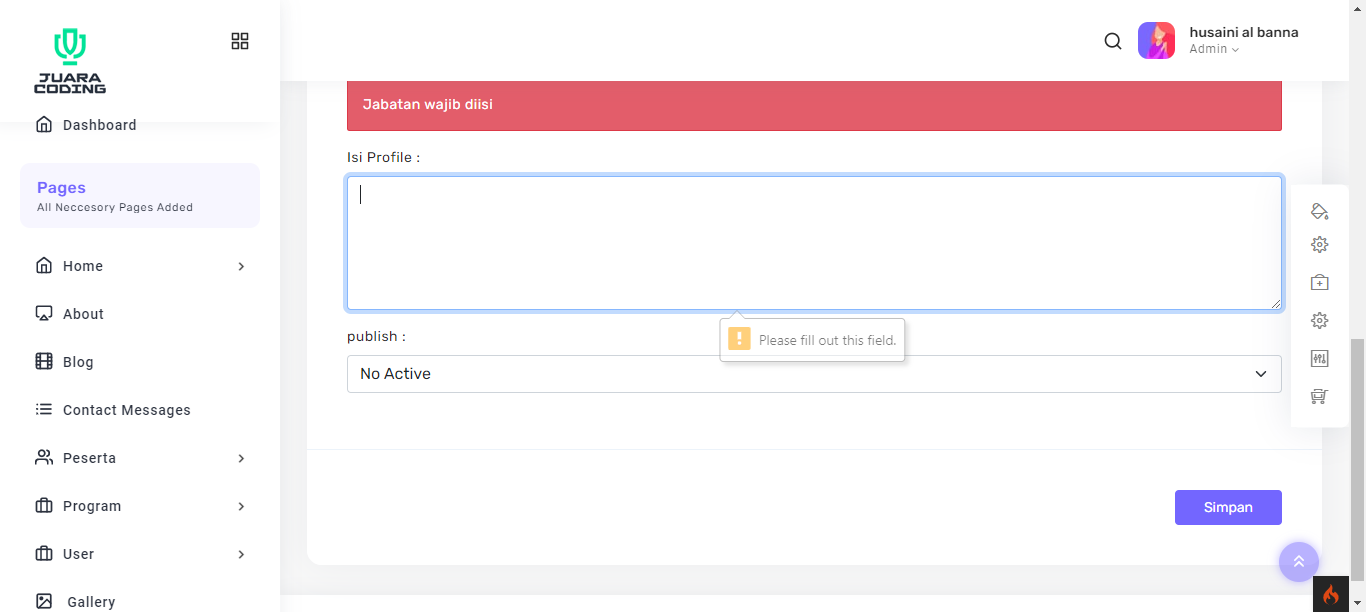 JUARA
CODING
husaini al banna
Admin
Dashboard
Pages
All Neccesory Pages Added
Home
About
Blog
Contact Messages
Peserta
Program
User
Gallery
Jabatan wajib diisi
Isi Profile :
Please fill out this field.
publish :
No Active
Simpan